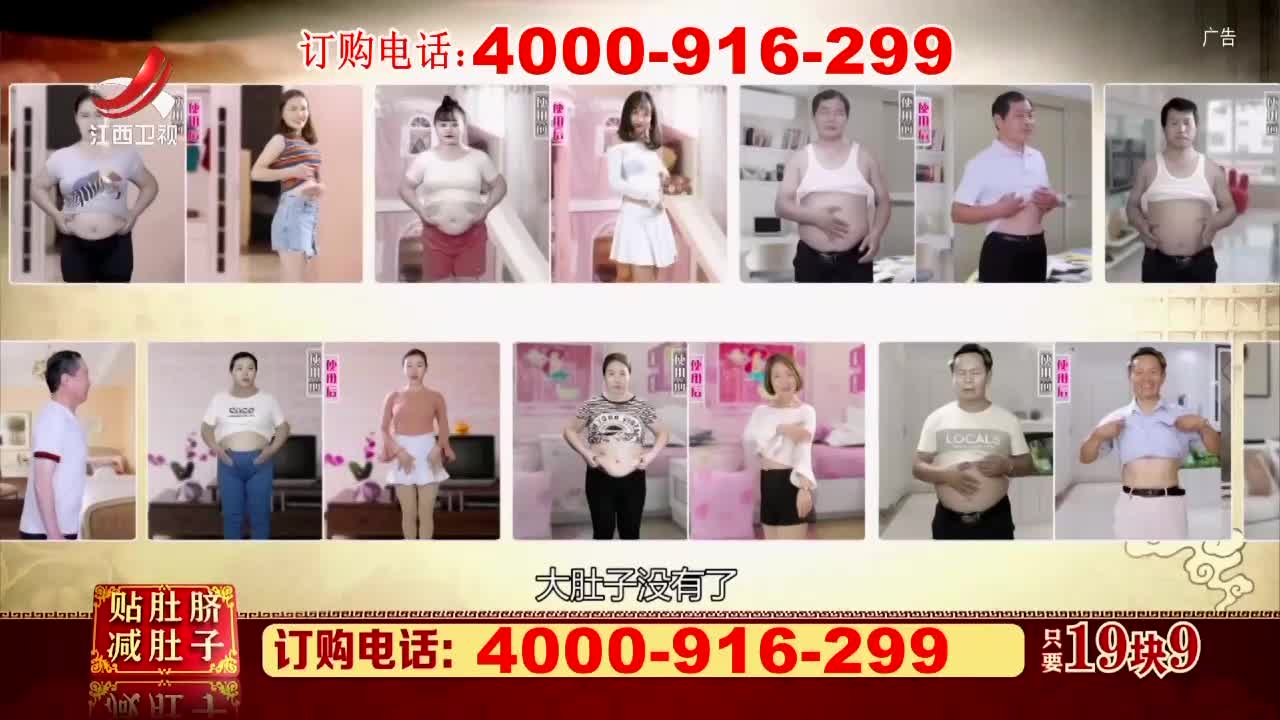 订购电话:4000-916-299
广告
江西卫视
使用前
使用后
使用前
使用后
使用前
使用后
使用前
使用前
使用后
使用前
使用后
使用前
使用后
LOCALS
大肚子没有了
贴肚脐
减肚子
订购电话: 4000-916-299
只要19块9